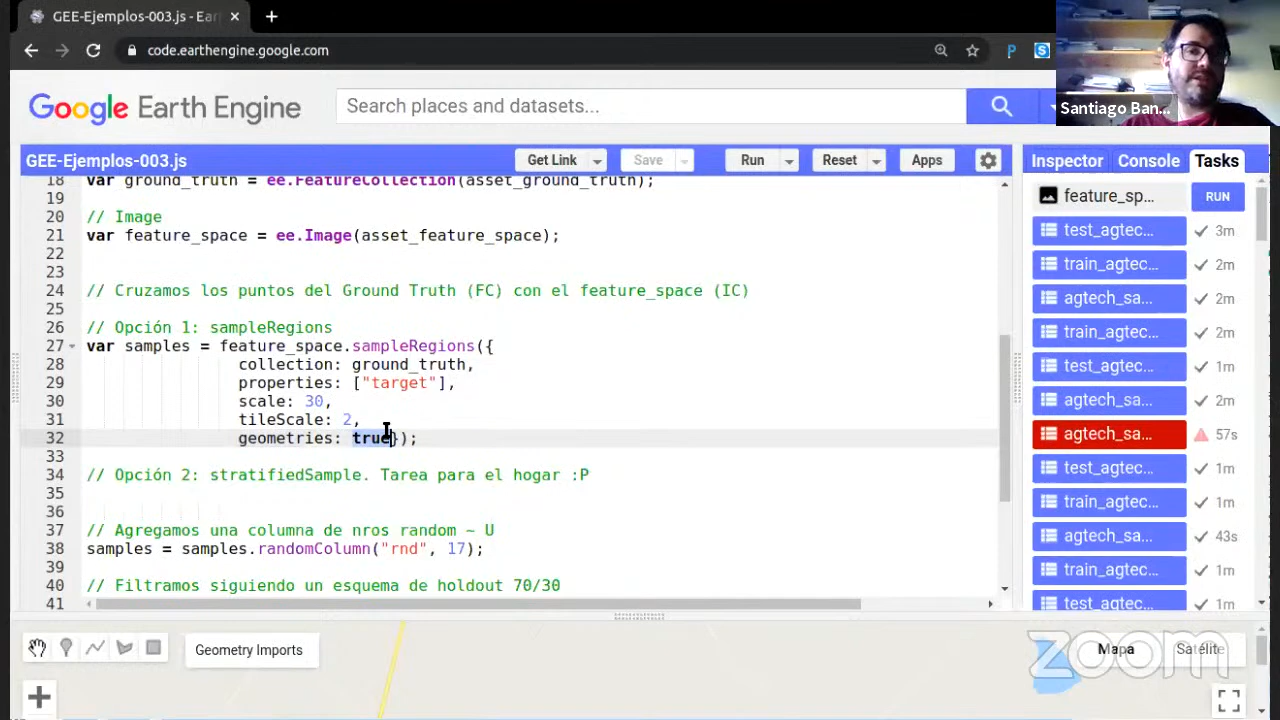 GEE-Ejemplos-003.js - Ear
code.earthengine.google.com
P
S
Santiago Ban...
Google Earth Engine
Search places and datasets...
GEE-Ejemplos-003.js
Get Link
Save
Run
Reset
Apps
Inspector
Console
Tasks
18 var ground_truth = ee.FeatureCollection(asset_ground_truth);
19
20 // Image
21 var feature_space = ee.Image(asset_feature_space);
22
23
24 // Cruzamos los puntos del Ground Truth (FC) con el feature_space (IC)
25
26 // Opción 1: sampleRegions
27 var samples = feature_space.sampleRegions({
28 collection: ground_truth,
29 properties: ["target"],
30 scale: 30,
31 tileScale: 2,
32 geometries: true});
33
34 // Opción 2: stratifiedSample. Tarea para el hogar :P
35
36
37 // Agregamos una columna de nros random ~ U
38 samples = samples.randomColumn("rnd", 17);
39
40 // Filtramos siguiendo un esquema de holdout 70/30
41
feature_sp... RUN
test_agtec... 3m
train_agtec... 2m
agtech_sa... 2m
train_agtec... 2m
test_agtec... 1m
agtech_sa... 2m
agtech_sa... 57s
test_agtec... 1m
train_agtec... 1m
agtech_sa... 43s
train_agtec... 1m
test_agtec... 1m
Geometry Imports
Mapa
Satélite
zoom